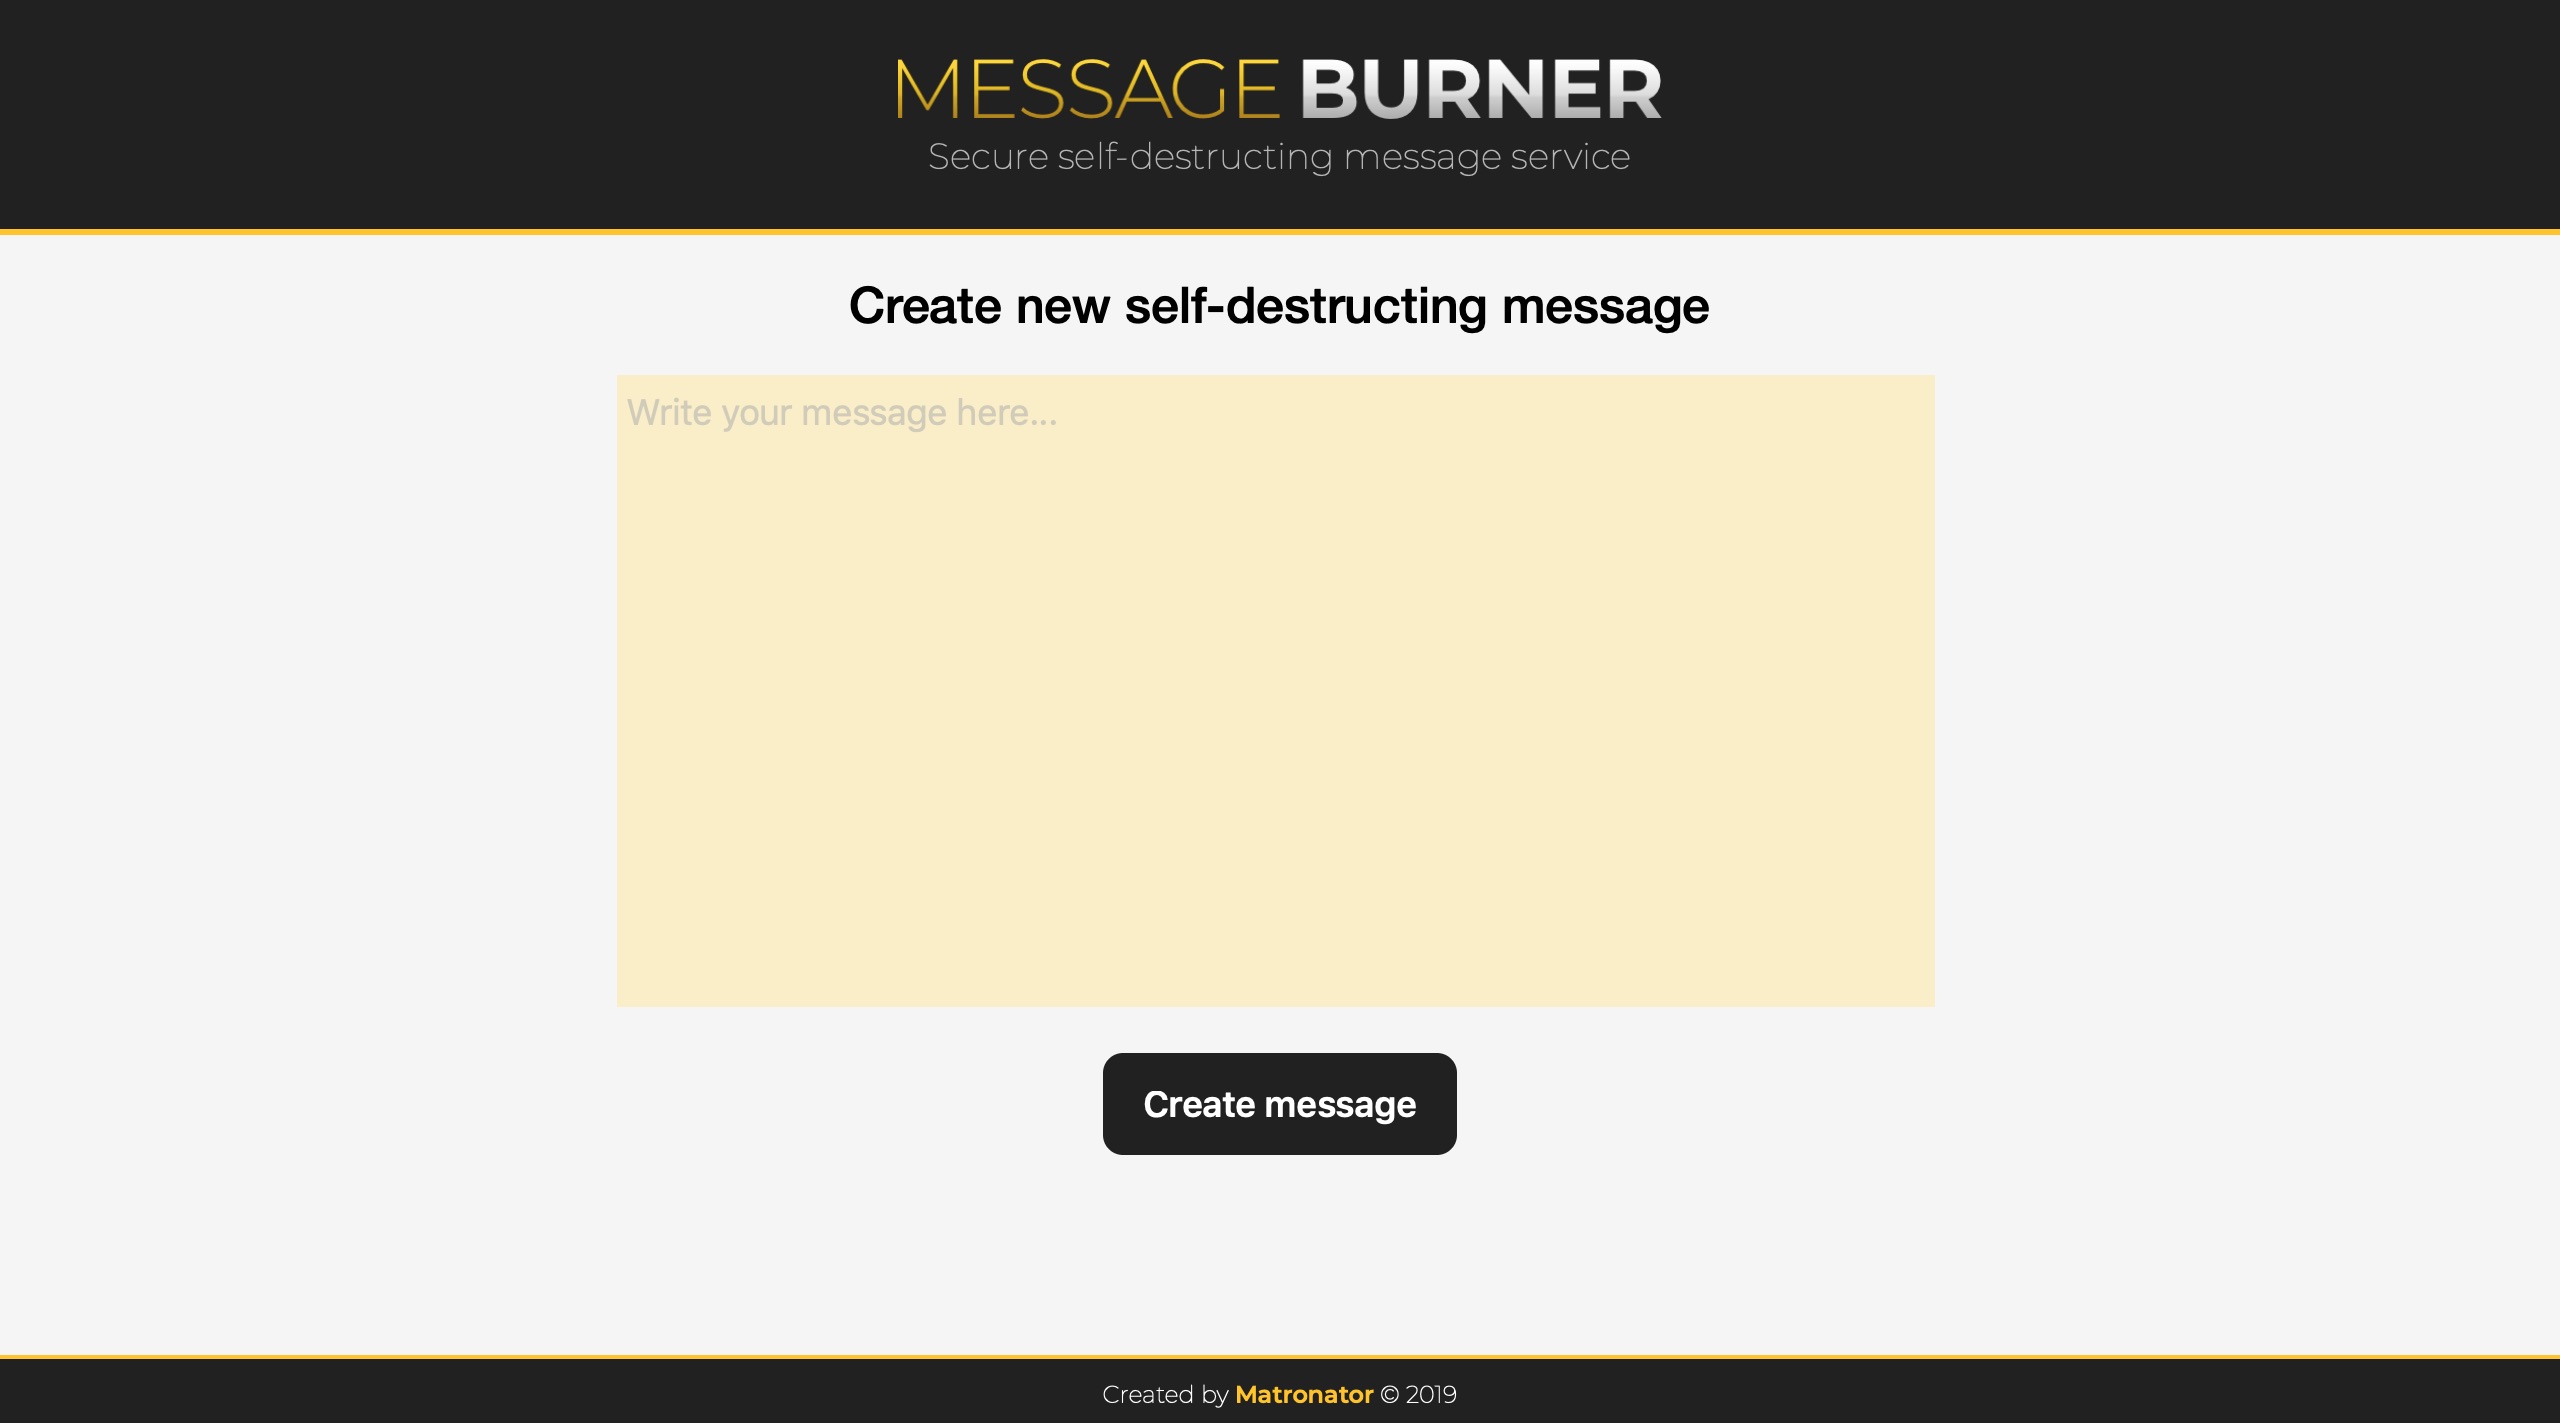 MESSAGE BURNER
Secure self-destructing message service
Create new self-destructing message
Write your message here...
Create message
Created by Matronator © 2019